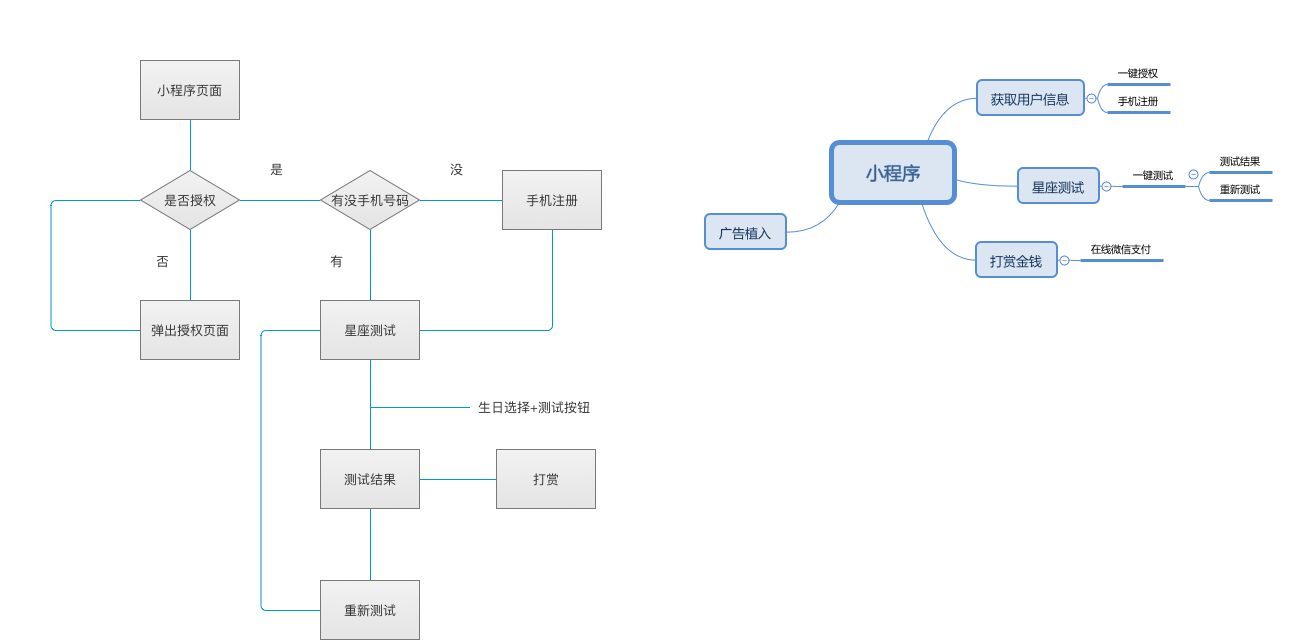 小程序页面
是
没
是否授权
有没手机号码
手机注册
否
有
弹出授权页面
星座测试
生日选择+测试按钮
测试结果
打赏
重新测试
一键授权
获取用户信息
手机注册
小程序
测试结果
一键测试
星座测试
重新测试
广告植入
打赏金钱
在线微信支付